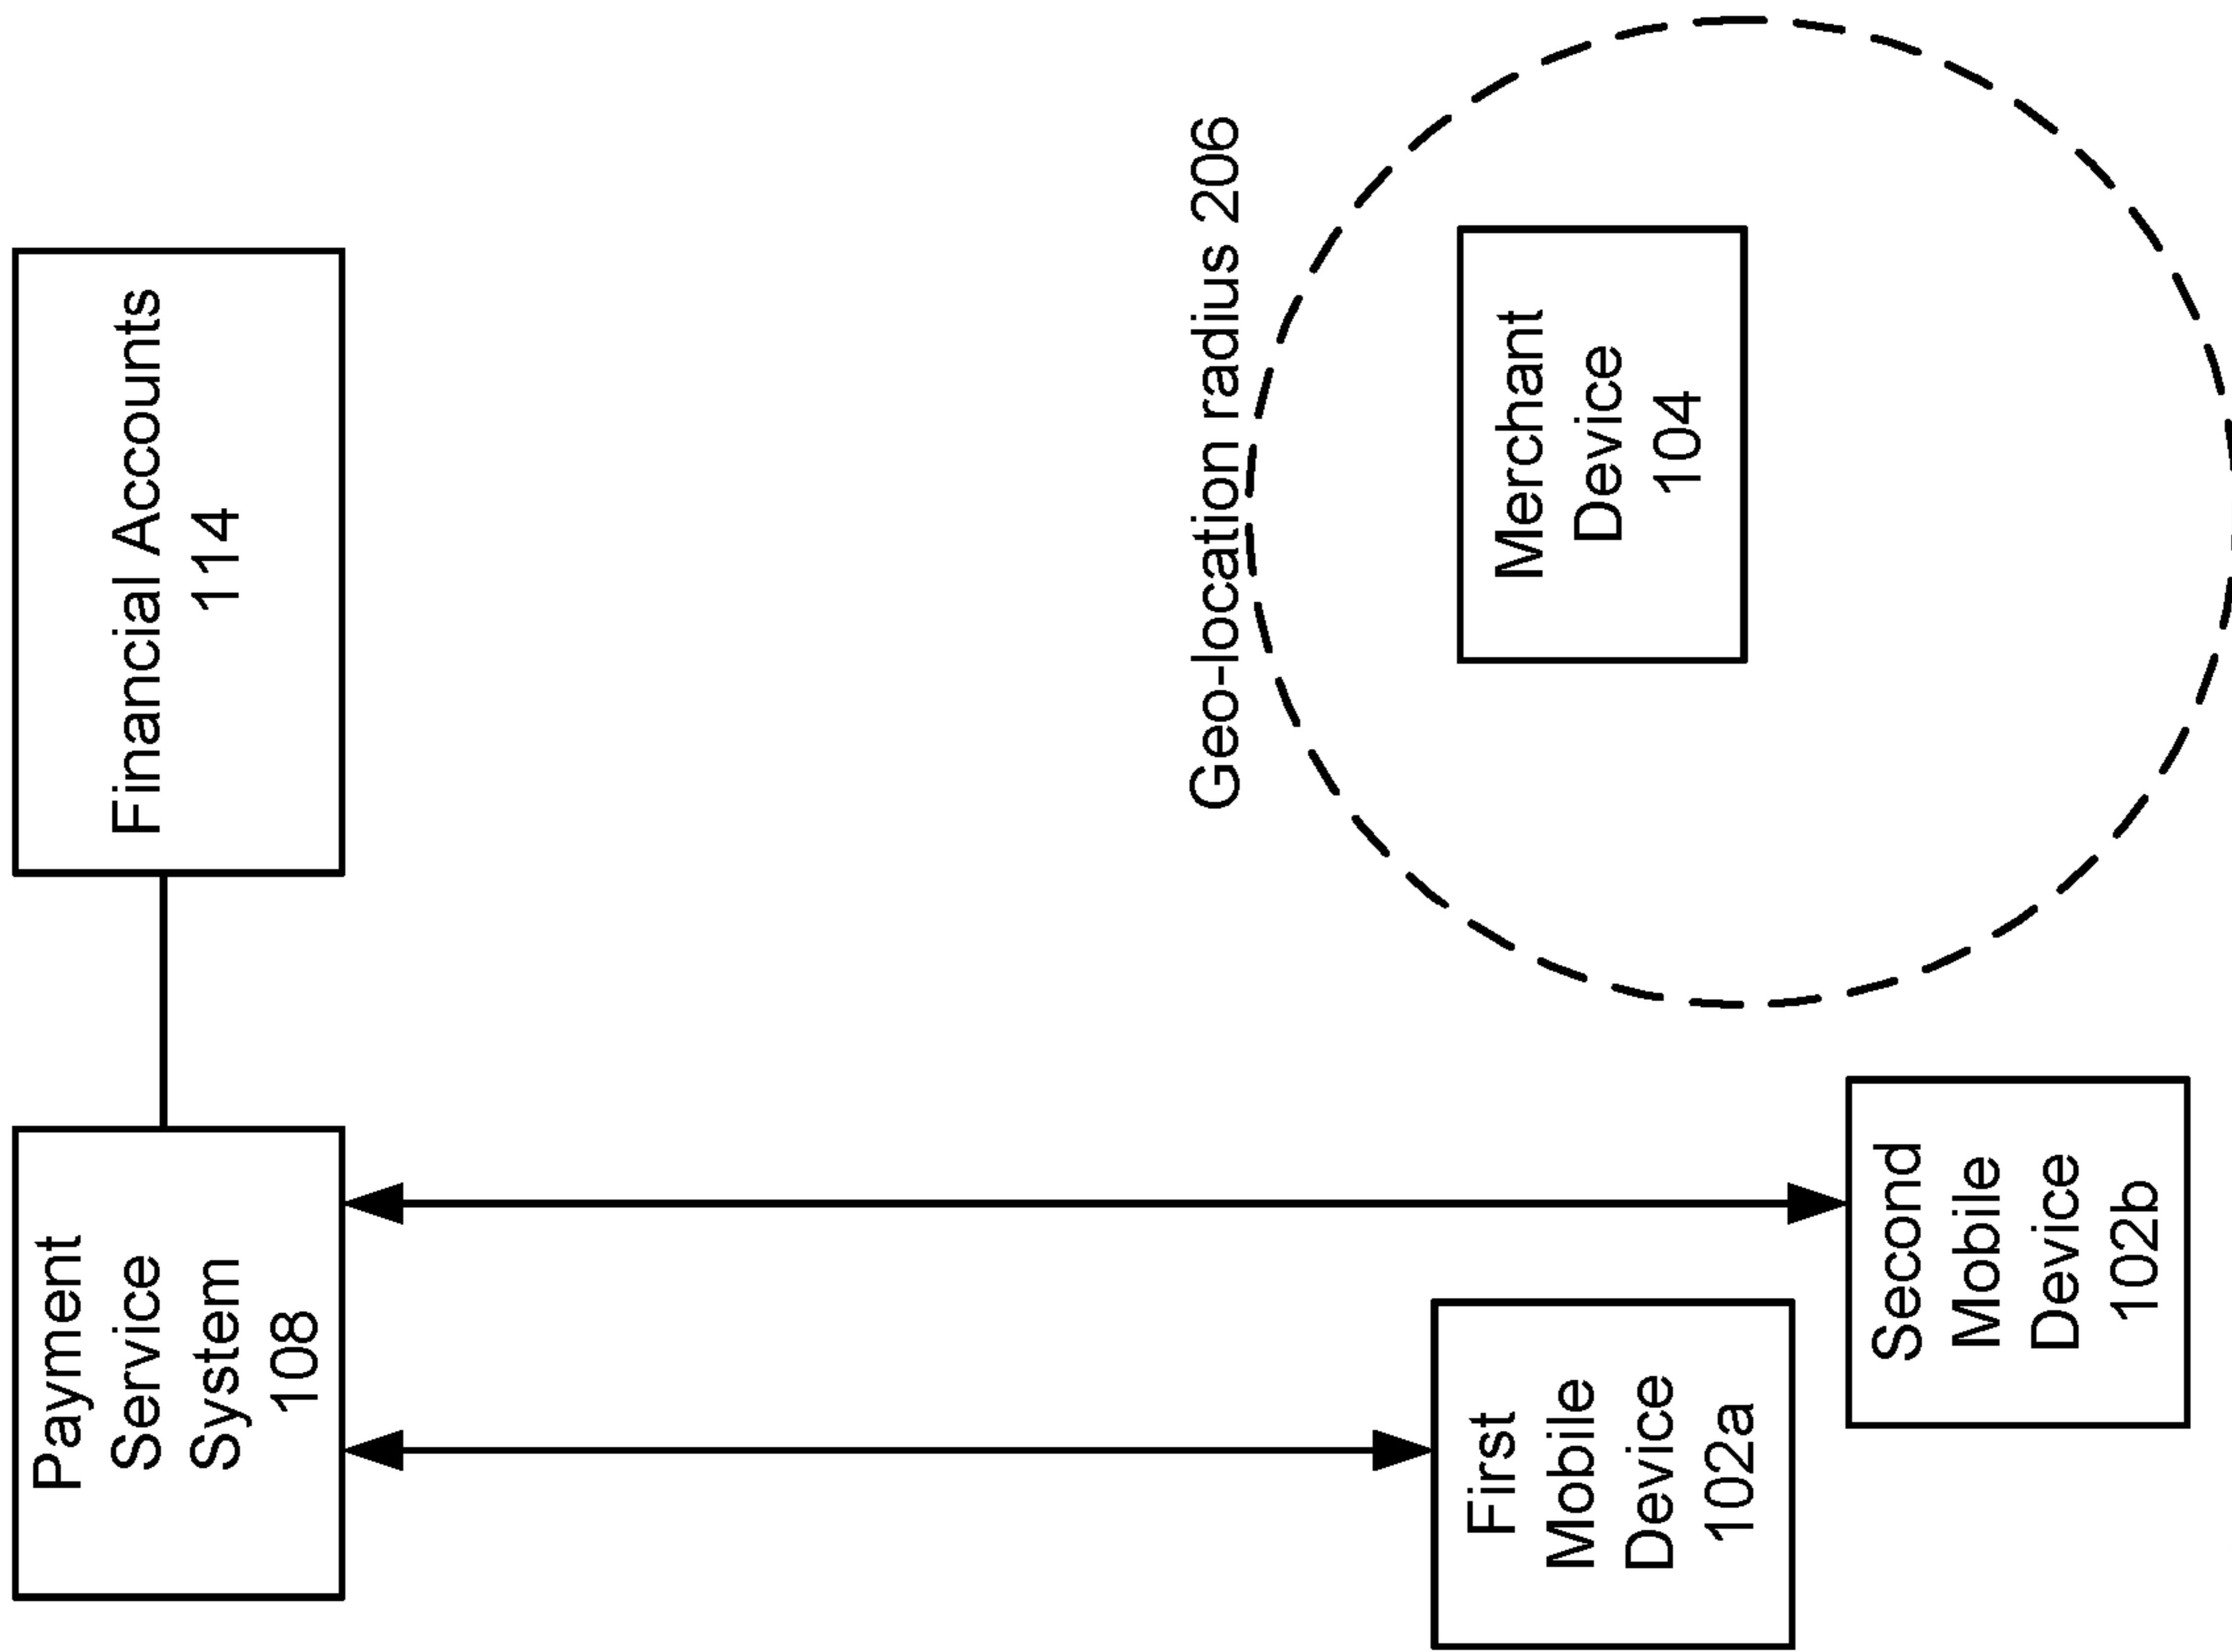 Payment
Service
System
108
Financial Accounts
114
Geo-location radius 206
First
Mobile
Device
102a
Merchant
Device
104
Second
Mobile
Device
102b